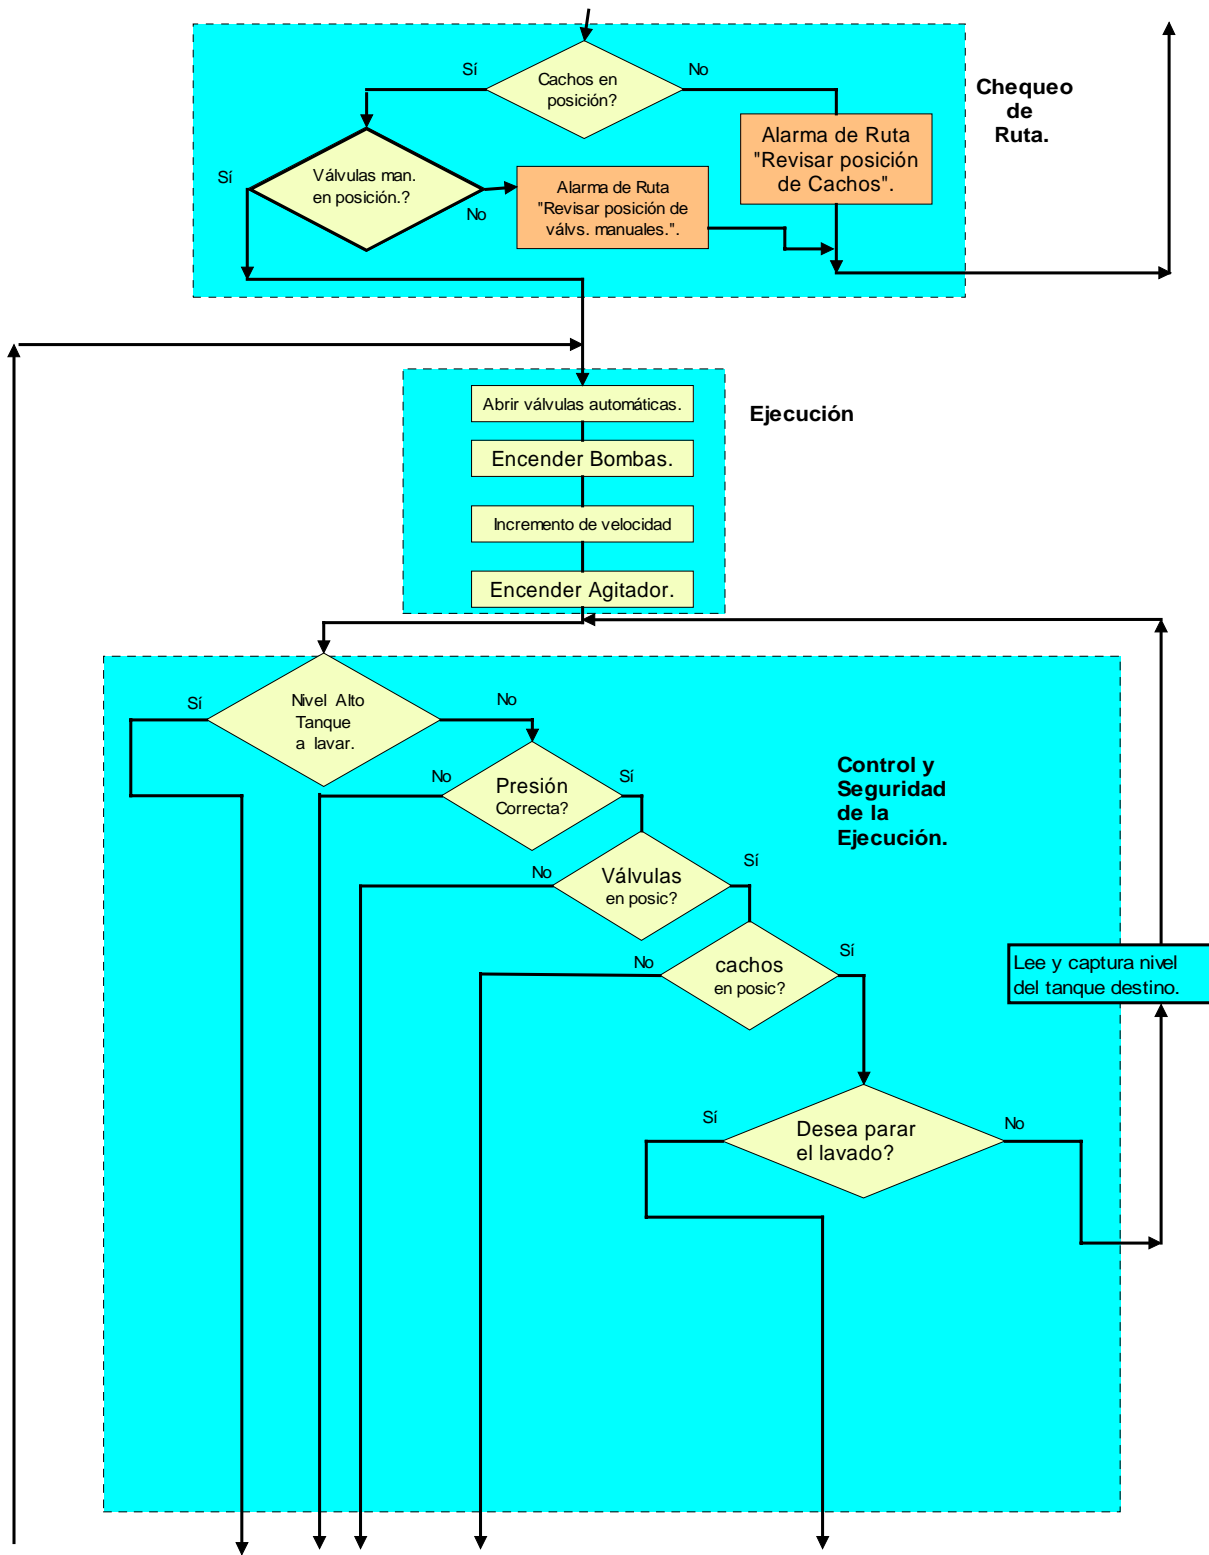 Sí
No
Cachos en
posición?
Chequeo
de
Ruta.
Alarma de Ruta
"Revisar posición
de Cachos".
Sí
Válvulas man.
en posición.?
No
Alarma de Ruta
"Revisar posición de
válvs. manuales.".
Abrir válvulas automáticas.
Ejecución
Encender Bombas.
Incremento de velocidad
Encender Agitador.
Sí
Nivel Alto
Tanque
a lavar.
No
No
Presión
Correcta?
Sí
Control y
Seguridad
de la
Ejecución.
No
Válvulas
en posic?
Sí
No
cachos
en posic?
Sí
Lee y captura nivel
del tanque destino.
Sí
Desea parar
el lavado?
No